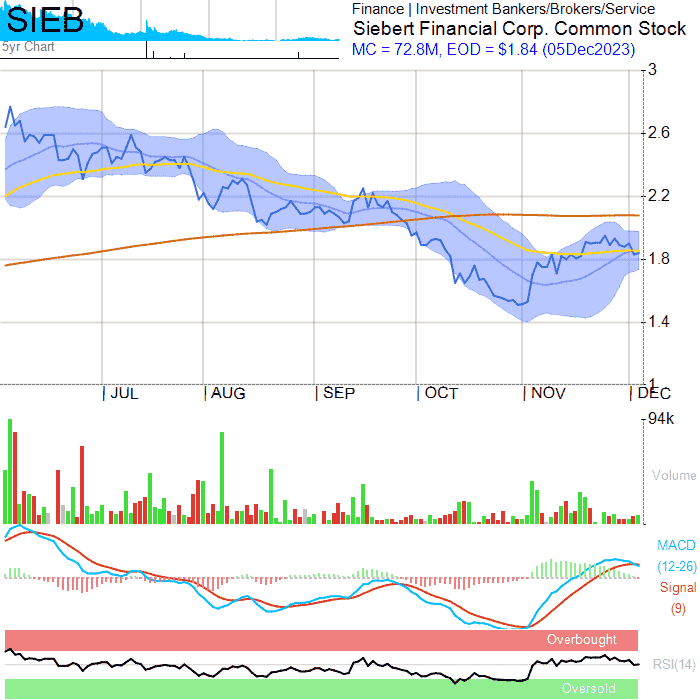 SIEB
5yr Chart
Finance | Investment Bankers/Brokers/Service
Siebert Financial Corp. Common Stock
MC = 72.8M, EOD = $1.84 (05Dec2023)
3
2.6
2.2
1.8
1.4
1
JUL AUG SEP OCT NOV DEC
94k
Volume
MACD
(12-26)
Signal
(9)
Overbought
RSI(14)
Oversold